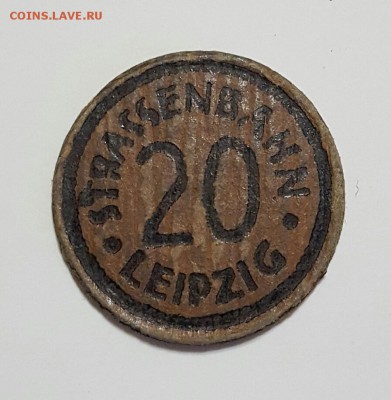 COINS.LAVE.RU
• STRASSENBAHN •
20
LEIPZIG